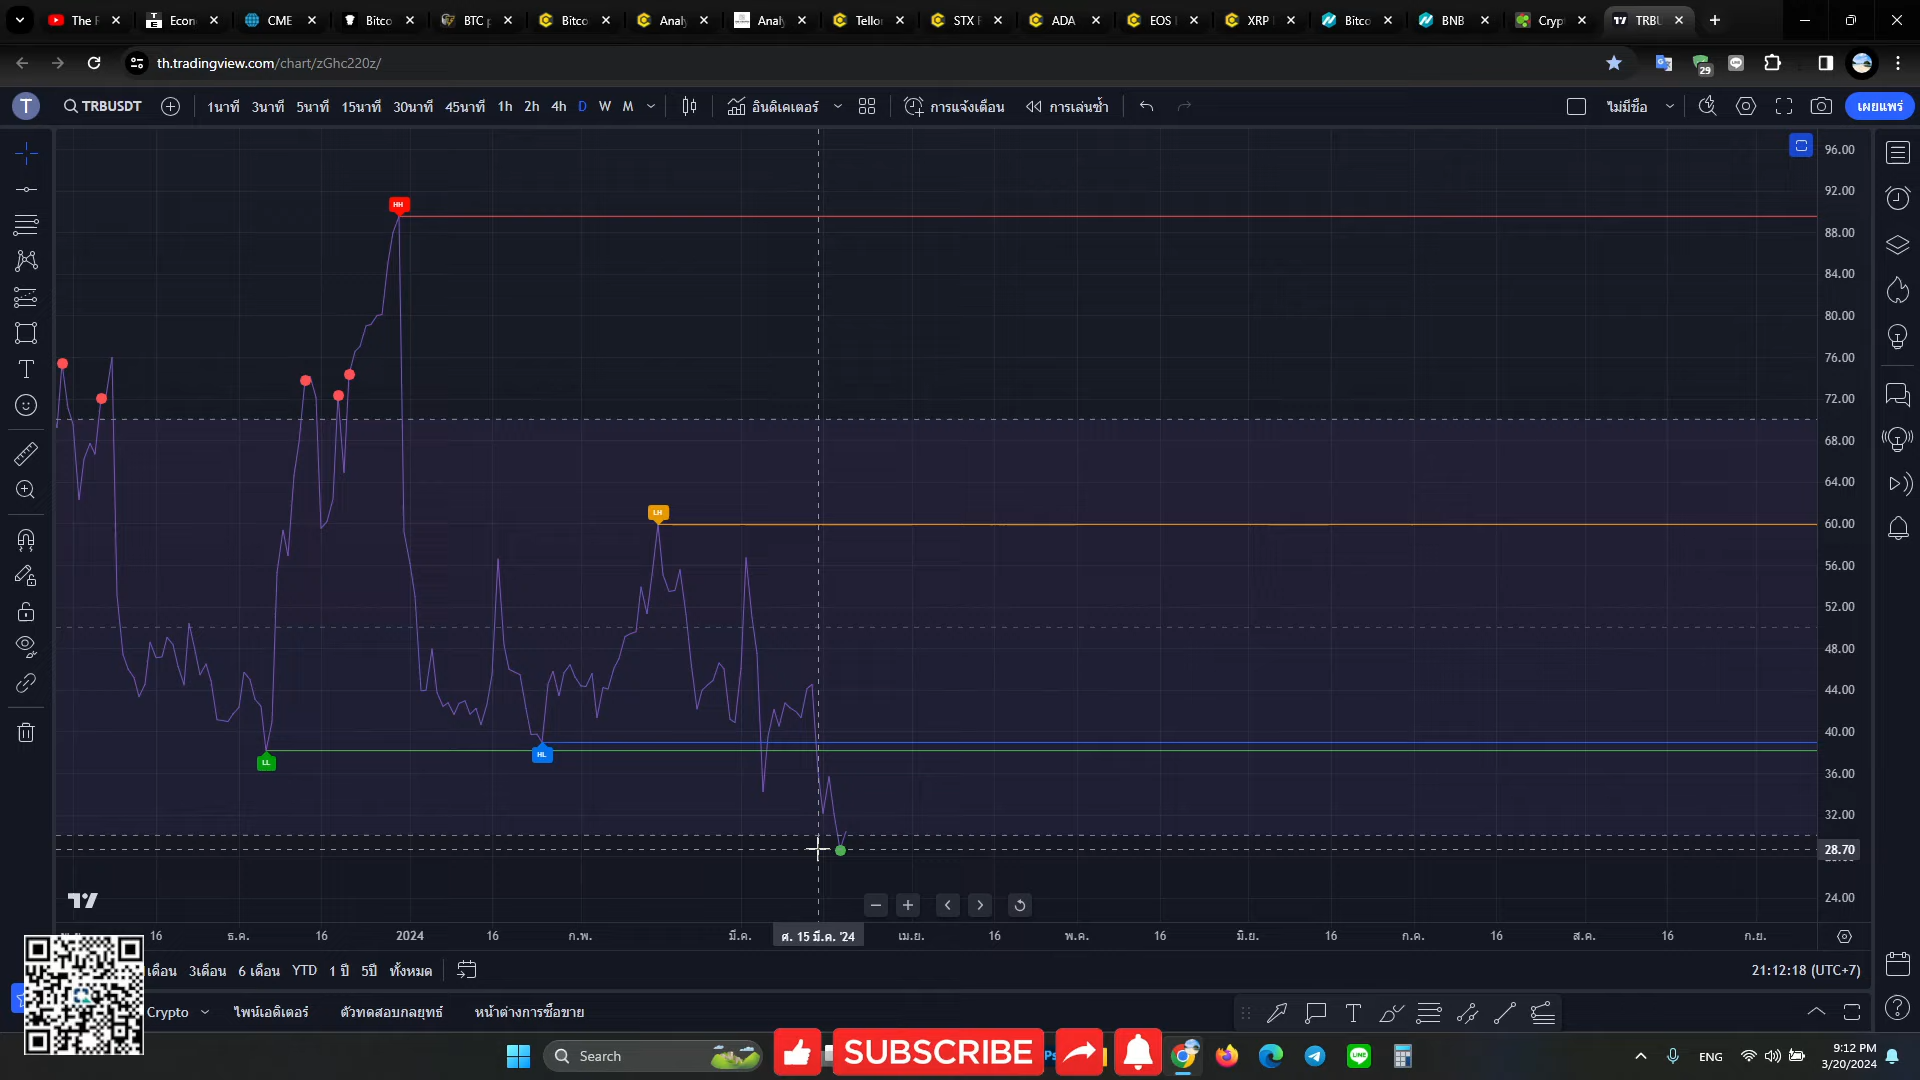 The F
Econ
CME
Bitco
BTC p
Bitco
Analy
Analy
Tello
STX F
ADA
EOS
XRP
Bitco
BNB
Cryp
TRBU
th.tradingview.com/chart/zGhc220z/
29
T
TRBUSDT
1นาที 3นาที 5นาที 15นาที 30นาที 45นาที 1h 2h 4h D W M
อินดิเคเตอร์
การแจ้งเตือน
การเล่นซ้ำ
ไม่มีชื่อ
เผยแพร่
HH
LH
LL
HL
96.00
92.00
88.00
84.00
80.00
76.00
72.00
68.00
64.00
60.00
56.00
52.00
48.00
44.00
40.00
36.00
32.00
28.70
24.00
16 ธ.ค. 16 2024 16 ก.พ. มี.ค. ศ. 15 มี.ค. '24 เม.ย. 16 พ.ค. 16 มิ.ย. 16 ก.ค. 16 ส.ค. 16 ก.ย.
เดือน 3เดือน 6 เดือน YTD 1 ปี 5ปี ทั้งหมด
21:12:18 (UTC+7)
Crypto
ไพน์เอดิเตอร์
ตัวทดสอบกลยุทธ์
หน้าต่างการซื้อขาย
Search
SUBSCRIBE
Ps
LINE
ENG
9:12 PM
3/20/2024